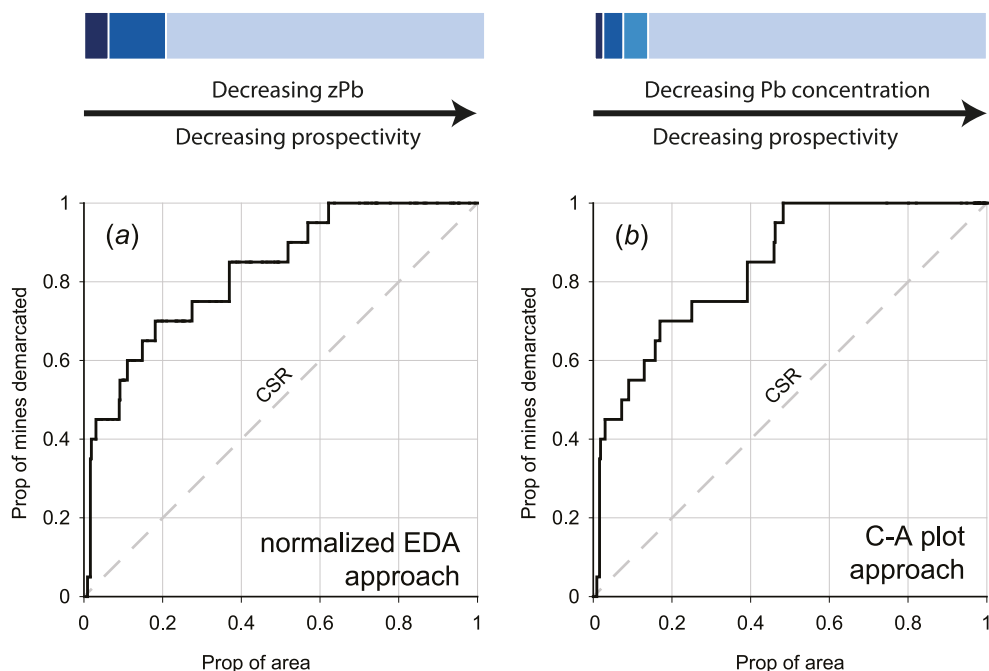 Decreasing zPb
Decreasing prospectivity
(a)
1
0.8
0.6
0.4
0.2
0
Prop of mines demarcated
CSR
normalized EDA
approach
0
0.2
0.4
0.6
0.8
1
Prop of area
Decreasing Pb concentration
Decreasing prospectivity
(b)
1
0.8
0.6
0.4
0.2
0
Prop of mines demarcated
CSR
C-A plot
approach
0
0.2
0.4
0.6
0.8
1
Prop of area